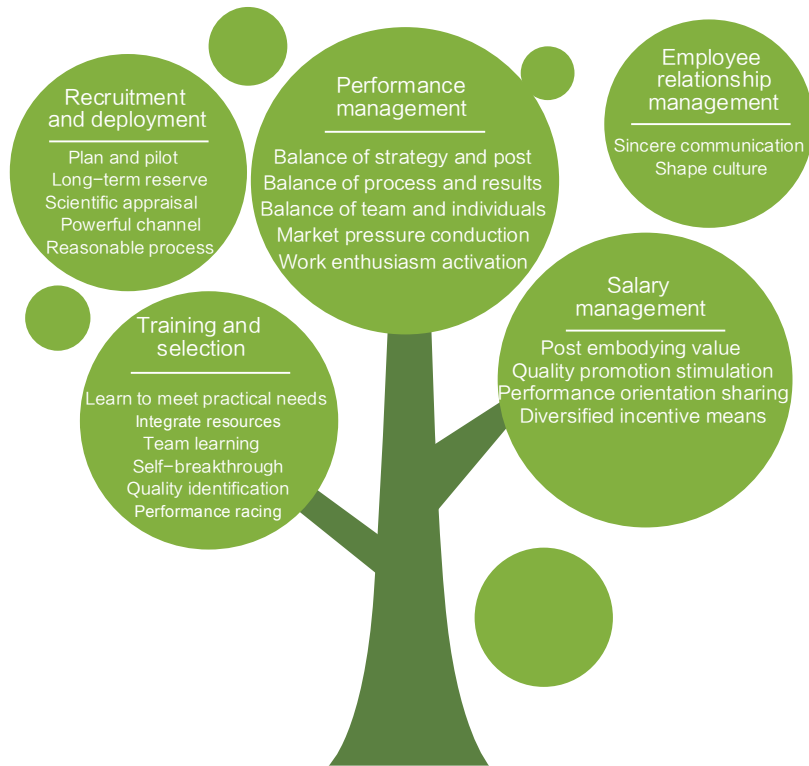 Recruitment
and deployment
Plan and pilot
Long-term reserve
Scientific appraisal
Powerful channel
Reasonable process
Performance
management
Balance of strategy and post
Balance of process and results
Balance of team and individuals
Market pressure conduction
Work enthusiasm activation
Employee
relationship
management
Sincere communication
Shape culture
Training and
selection
Learn to meet practical needs
Integrate resources
Team learning
Self-breakthrough
Quality identification
Performance racing
Salary
management
Post embodying value
Quality promotion stimulation
Performance orientation sharing
Diversified incentive means